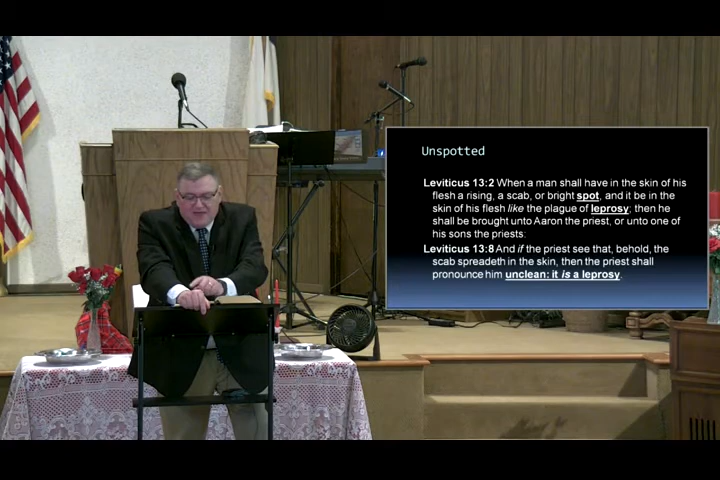 Unspotted
Leviticus 13:2 When a man shall have in the skin of his
flesh a rising, a scab, or bright spot, and it be in the
skin of his flesh like the plague of leprosy; then he
shall be brought unto Aaron the priest, or unto one of
his sons the priests:
Leviticus 13:8 And if the priest see that, behold, the
scab spreadeth in the skin, then the priest shall
pronounce him unclean: it is a leprosy.